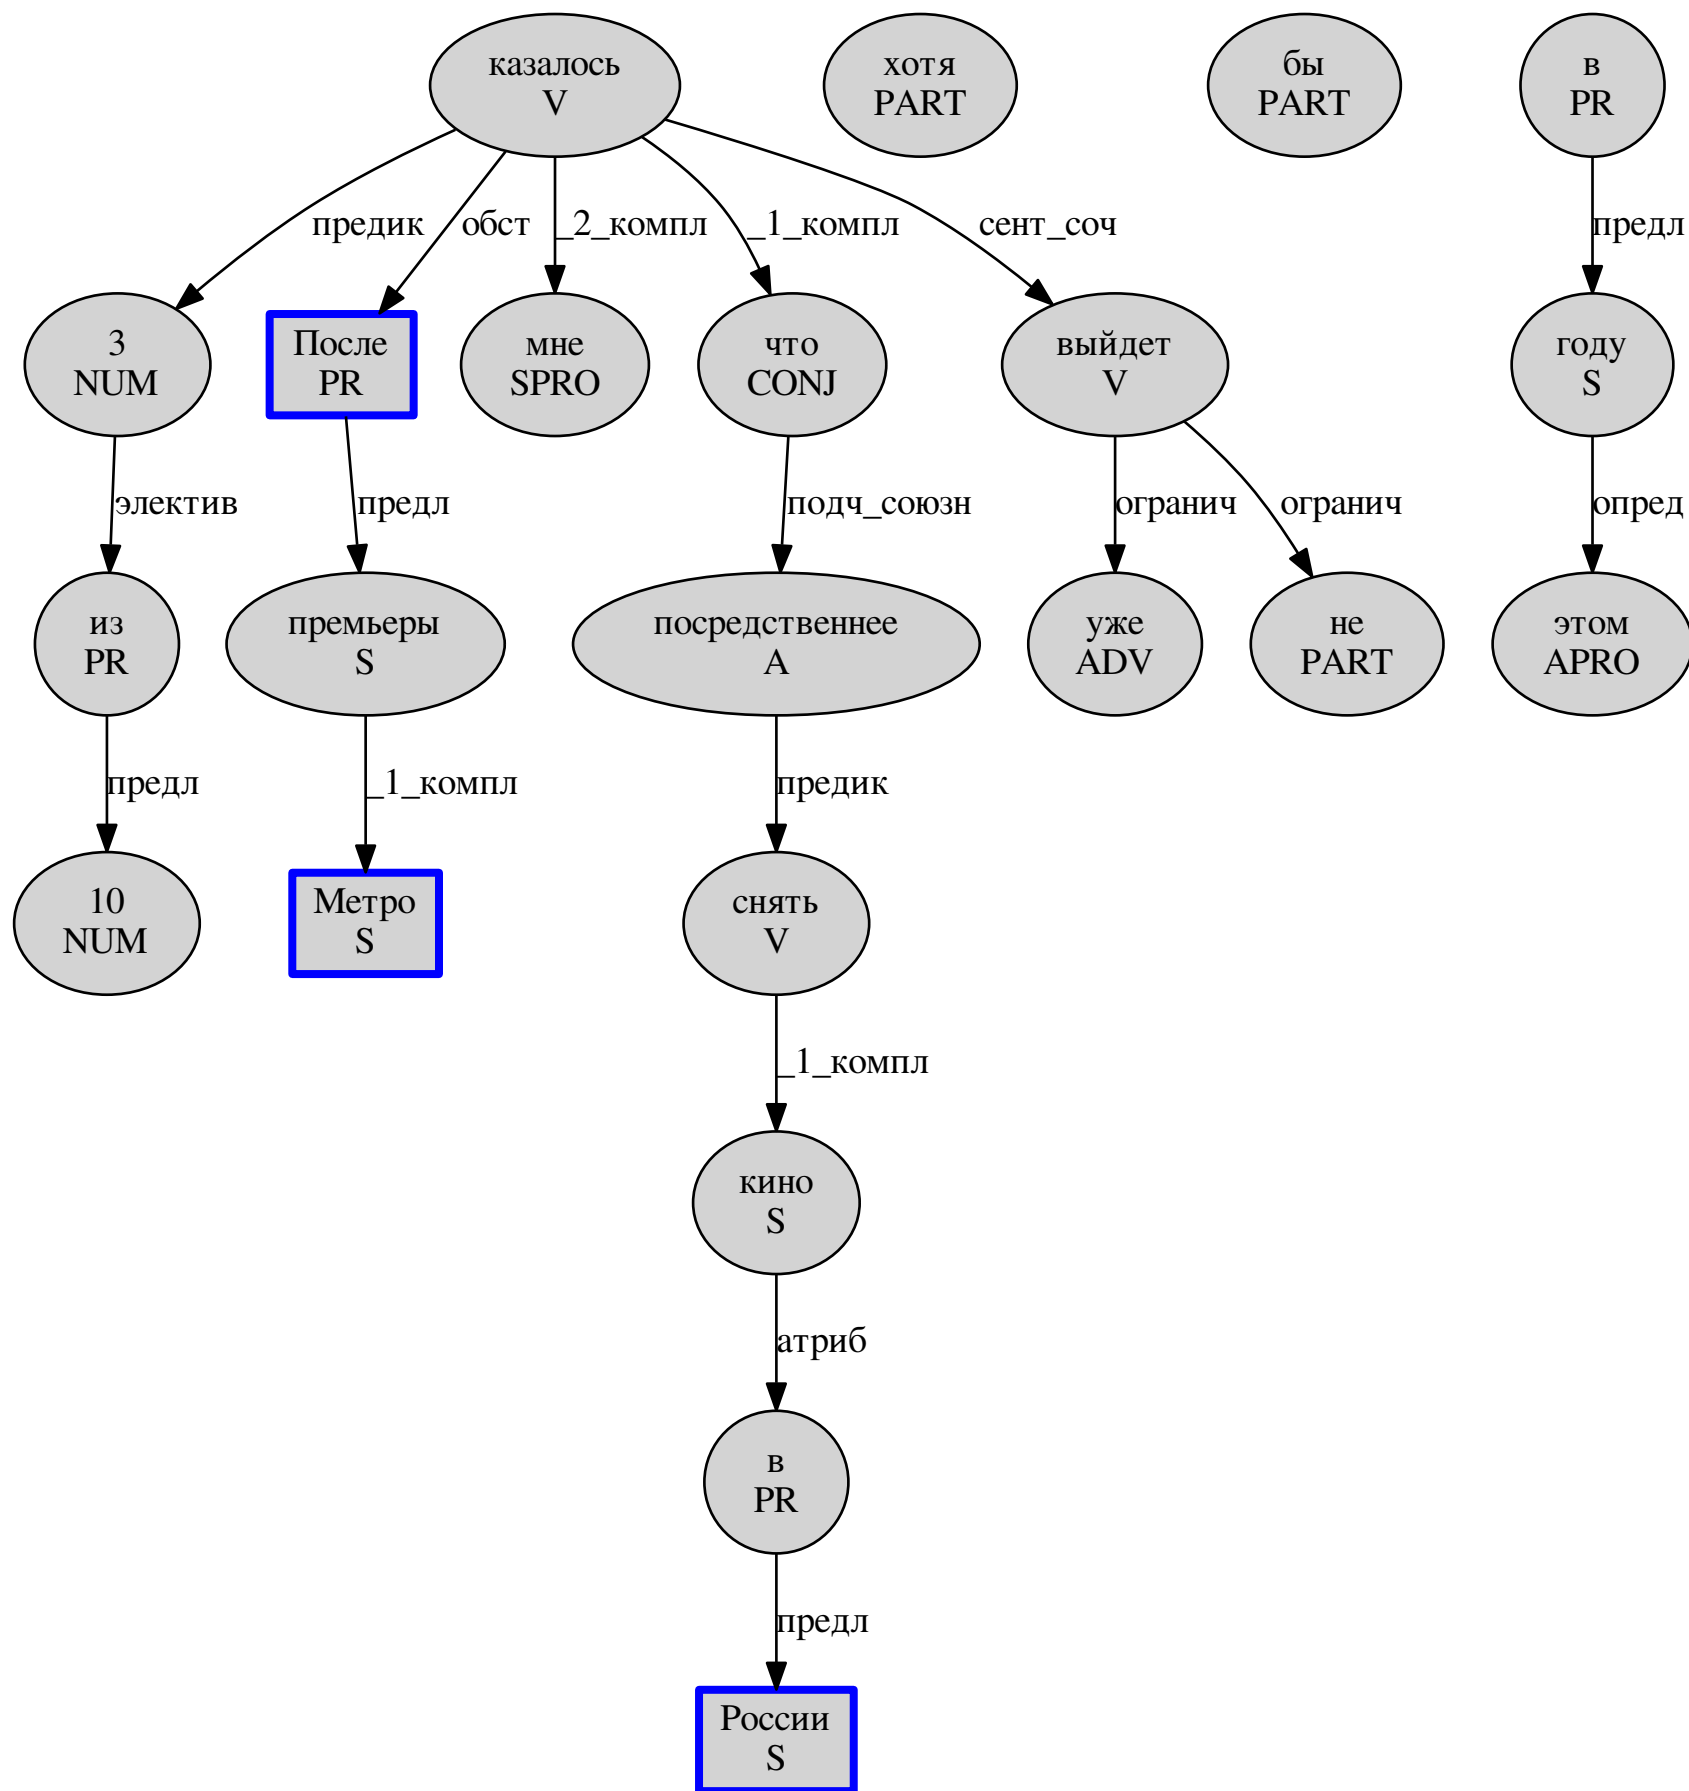 казалось
V
хотя
PART
бы
PART
в
PR
предик
обст
_2_компл
_1_компл
сент_соч
предл
3
NUM
После
PR
мне
SPRO
что
CONJ
выйдет
V
году
S
электив
предл
подч_союзн
огранич
огранич
опред
из
PR
премьеры
S
посредственнее
A
уже
ADV
не
PART
этом
APRO
предл
_1_компл
предик
10
NUM
Метро
S
снять
V
_1_компл
кино
S
атриб
в
PR
предл
России
S